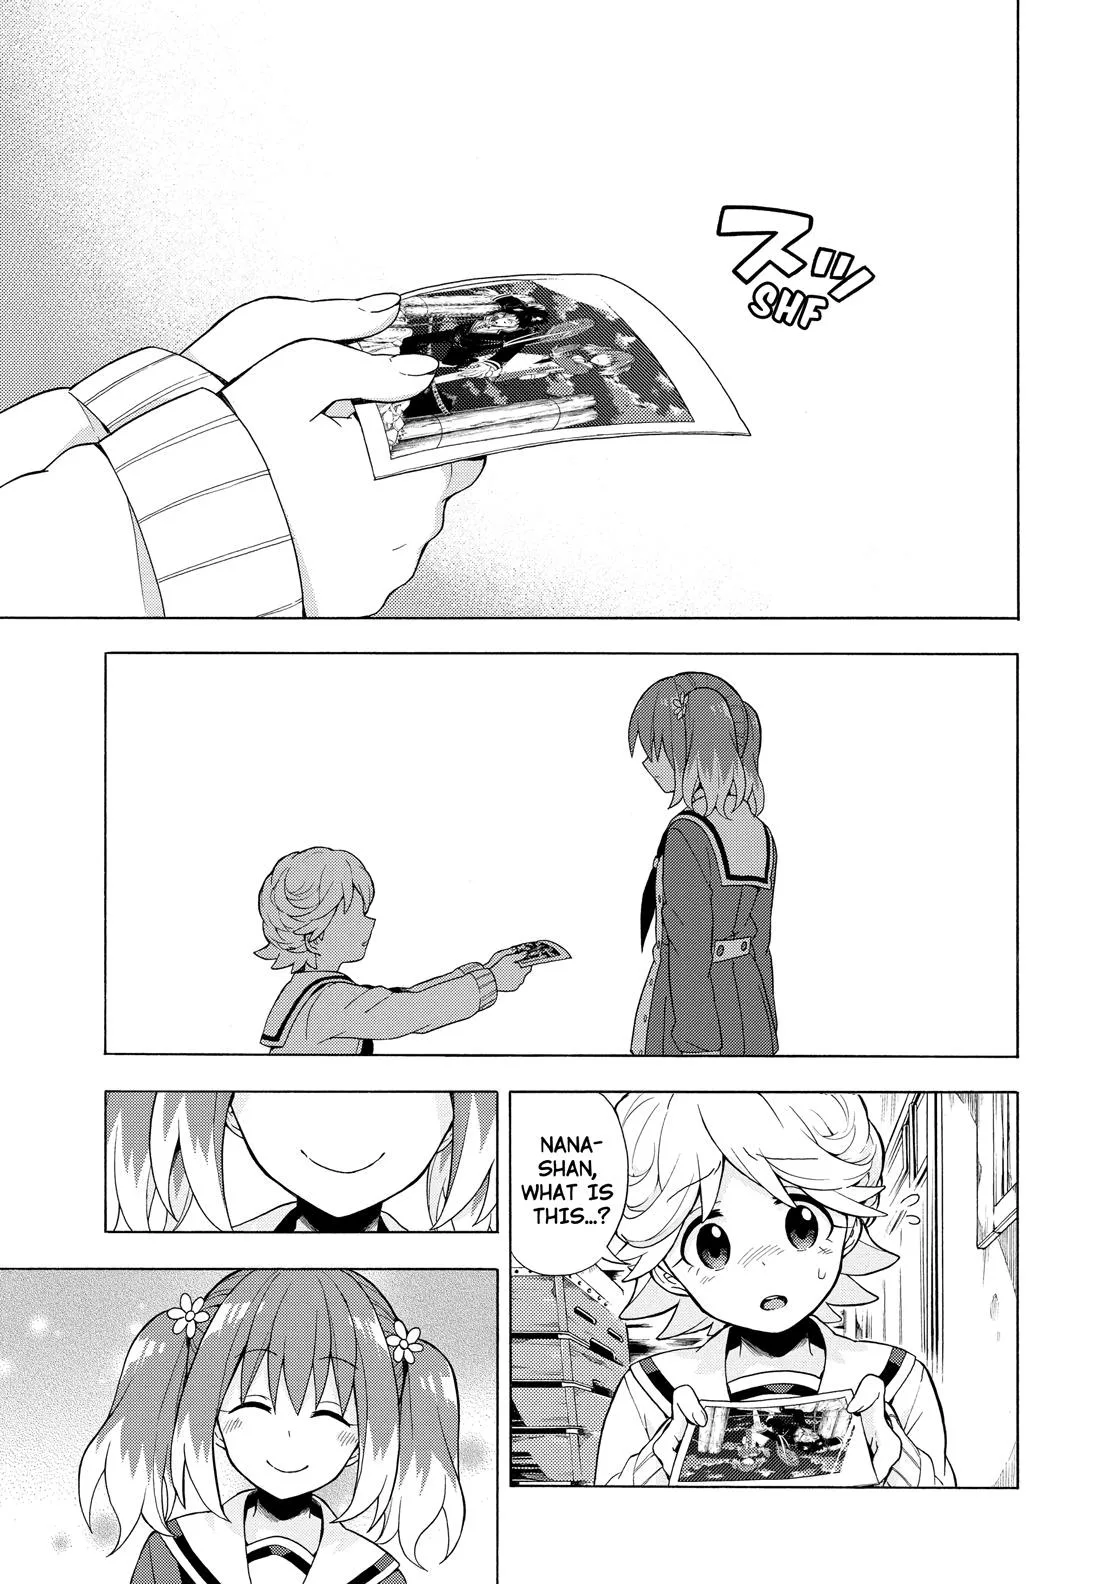 スッ
SHF
NANA-
SHAN,
WHAT IS
THIS...?